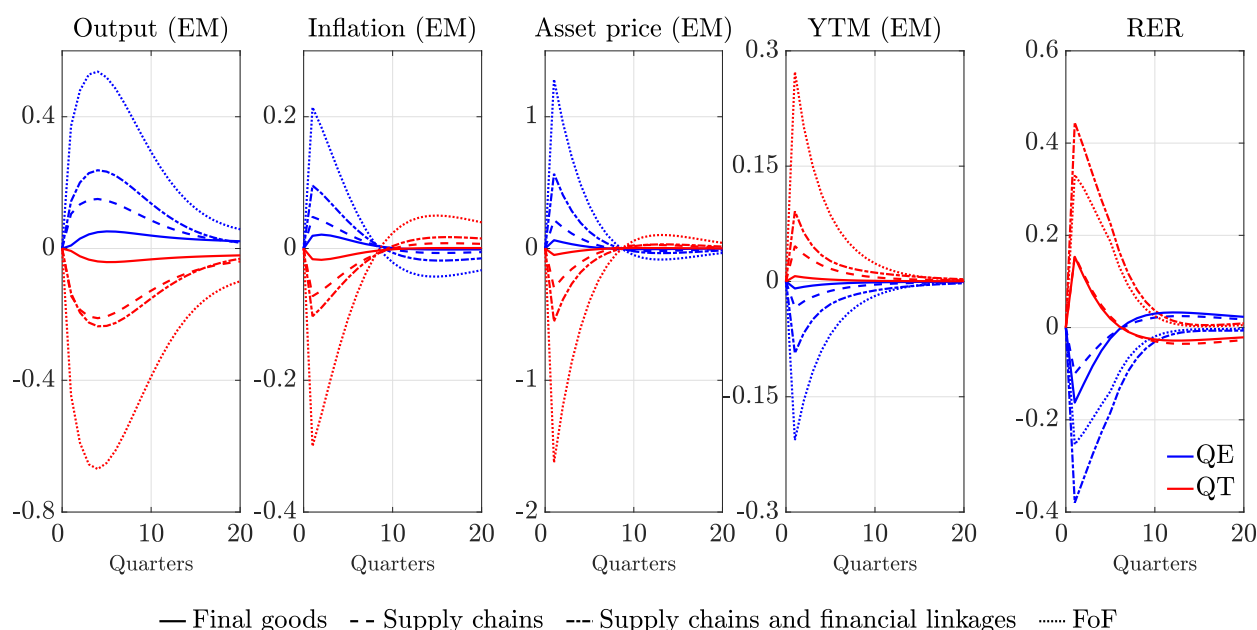 Output (EM) Inflation (EM) Asset price (EM) YTM (EM) RER
0.4
0
-0.4
-0.8
0 10 20
Quarters
0.2
0
-0.2
-0.4
0 10 20
Quarters
1
0
-1
-2
0 10 20
Quarters
0.3
0.15
0
-0.15
-0.3
0 10 20
Quarters
0.6
0.4
0.2
0
-0.2
-0.4
0 10 20
Quarters
QE
QT
Final goods Supply chains Supply chains and financial linkages FoF